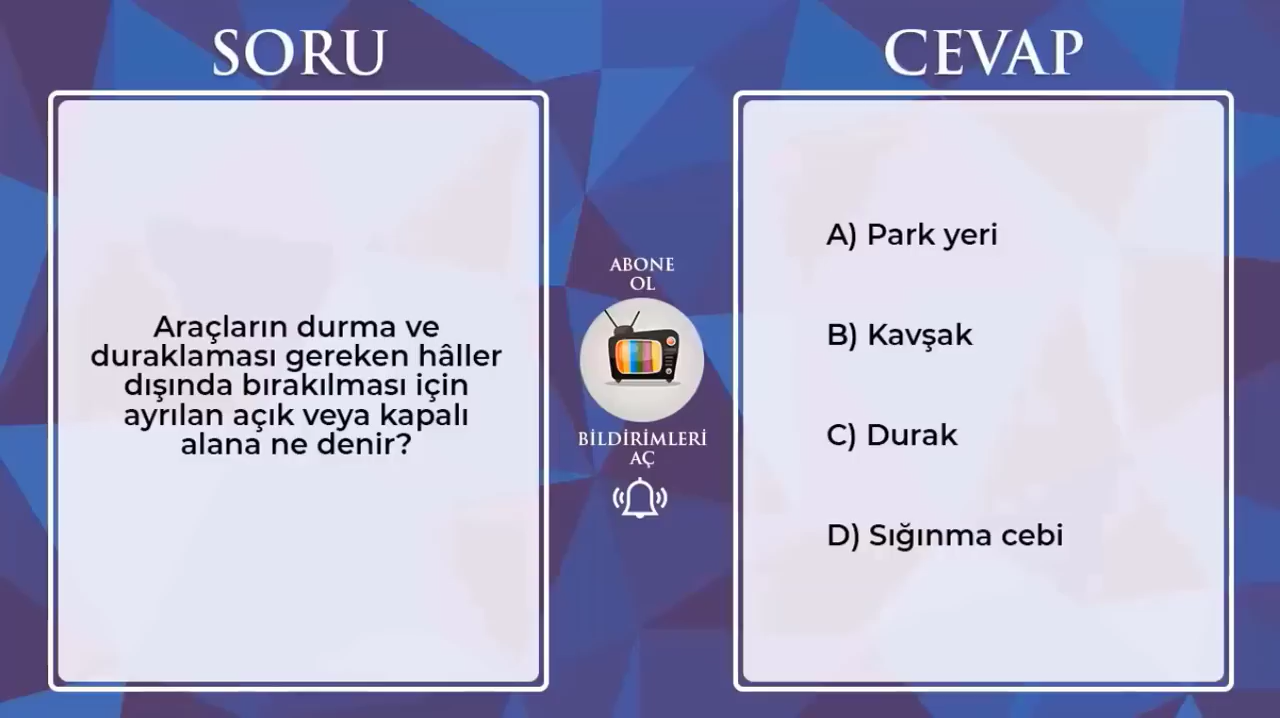 SORU
Araçların durma ve
duraklaması gereken hâller
dışında bırakılması için
ayrılan açık veya kapalı
alana ne denir?
ABONE
OL
BİLDİRİMLERİ
AÇ
CEVAP
A) Park yeri
B) Kavşak
C) Durak
D) Sığınma cebi